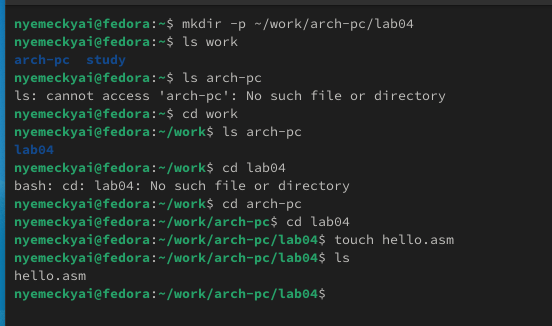 nyemeckyai@fedora:~$ mkdir -p ~/work/arch-pc/lab04
nyemeckyai@fedora:~$ ls work
arch-pc  study
nyemeckyai@fedora:~$ ls arch-pc
ls: cannot access 'arch-pc': No such file or directory
nyemeckyai@fedora:~$ cd work
nyemeckyai@fedora:~/work$ ls arch-pc
lab04
nyemeckyai@fedora:~/work$ cd lab04
bash: cd: lab04: No such file or directory
nyemeckyai@fedora:~/work$ cd arch-pc
nyemeckyai@fedora:~/work/arch-pc$ cd lab04
nyemeckyai@fedora:~/work/arch-pc/lab04$ touch hello.asm
nyemeckyai@fedora:~/work/arch-pc/lab04$ ls
hello.asm
nyemeckyai@fedora:~/work/arch-pc/lab04$